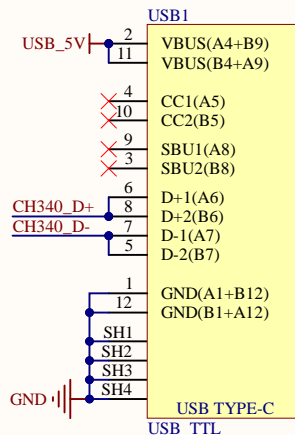 USB1
USB_5V 2 VBUS(A4+B9)
11 VBUS(B4+A9)
4 CC1(A5)
10 CC2(B5)
9 SBU1(A8)
3 SBU2(B8)
6 D+1(A6)
CH340_D+ 8 D+2(B6)
CH340_D- 7 D-1(A7)
5 D-2(B7)
1 GND(A1+B12)
12 GND(B1+A12)
SH1
SH2
SH3
GND SH4
USB TYPE-C
USB_TTL